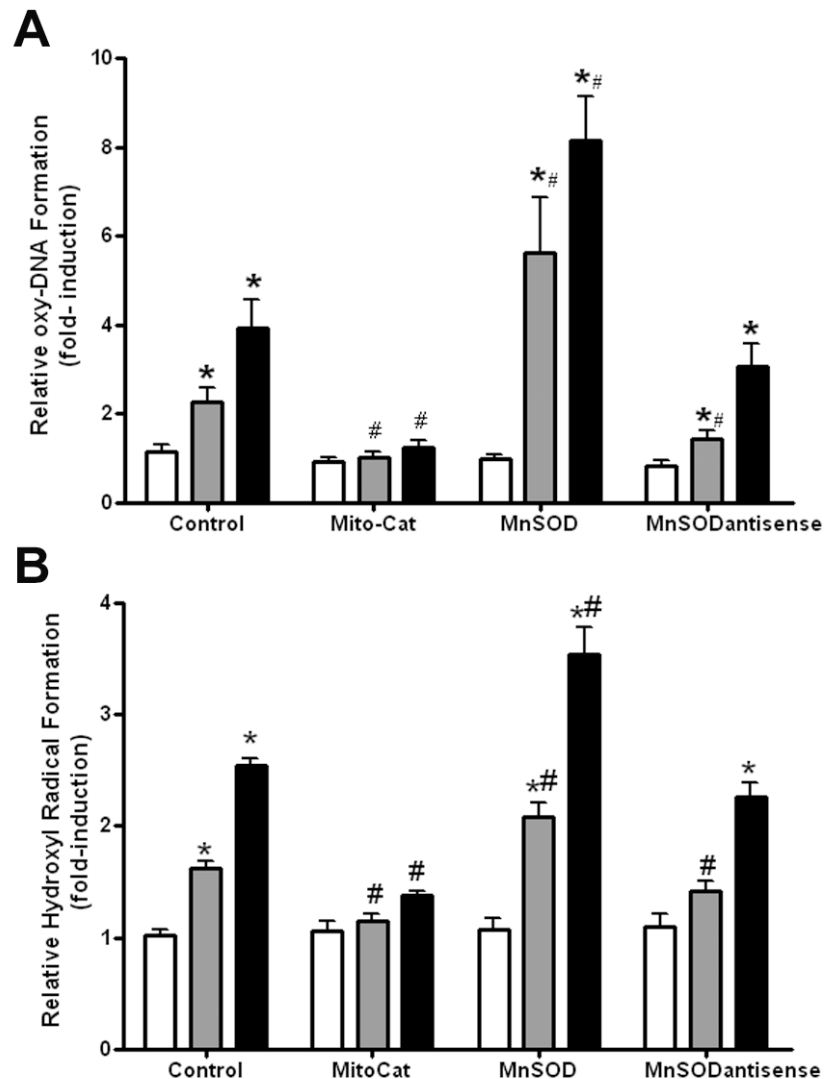 A
Relative oxy-DNA Formation
(fold- induction)
10
8
6
4
2
0
* * # # *# *# *# *
Control Mito-Cat MnSOD MnSODantisense
B
Relative Hydroxyl Radical Formation
(fold-induction)
4
3
2
1
0
* * # # *# *# # *
Control MitoCat MnSOD MnSODantisense